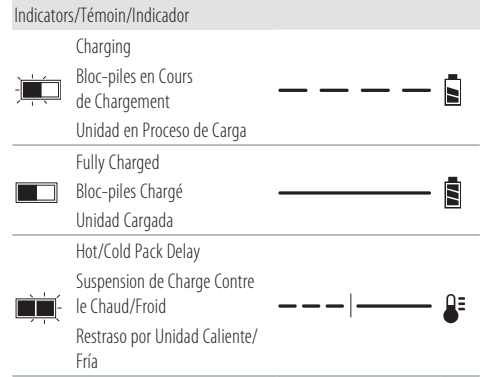 Indicators/Témoin/Indicador
Charging
Bloc-piles en Cours
de Chargement
Unidad en Proceso de Carga
Fully Charged
Bloc-piles Chargé
Unidad Cargada
Hot/Cold Pack Delay
Suspension de Charge Contre
le Chaud/Froid
Restraso por Unidad Caliente/
Fría